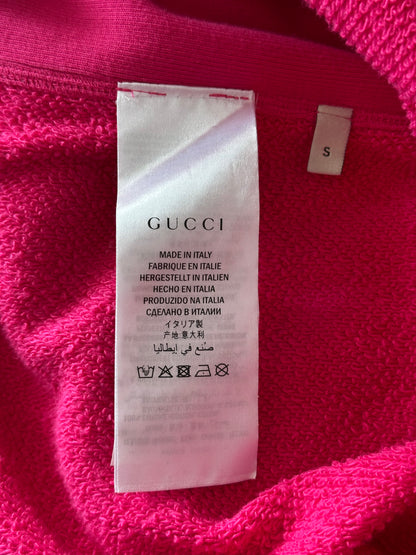 GUCCI
MADE IN ITALY
FABRIQUE EN ITALIE
HERGESTELLT IN ITALIEN
HECHO EN ITALIA
PRODUZIDO NA ITALIA
СДЕЛАНО В ИТАЛИИ
イタリア製
产地:意大利
صنع في إيطاليا
S